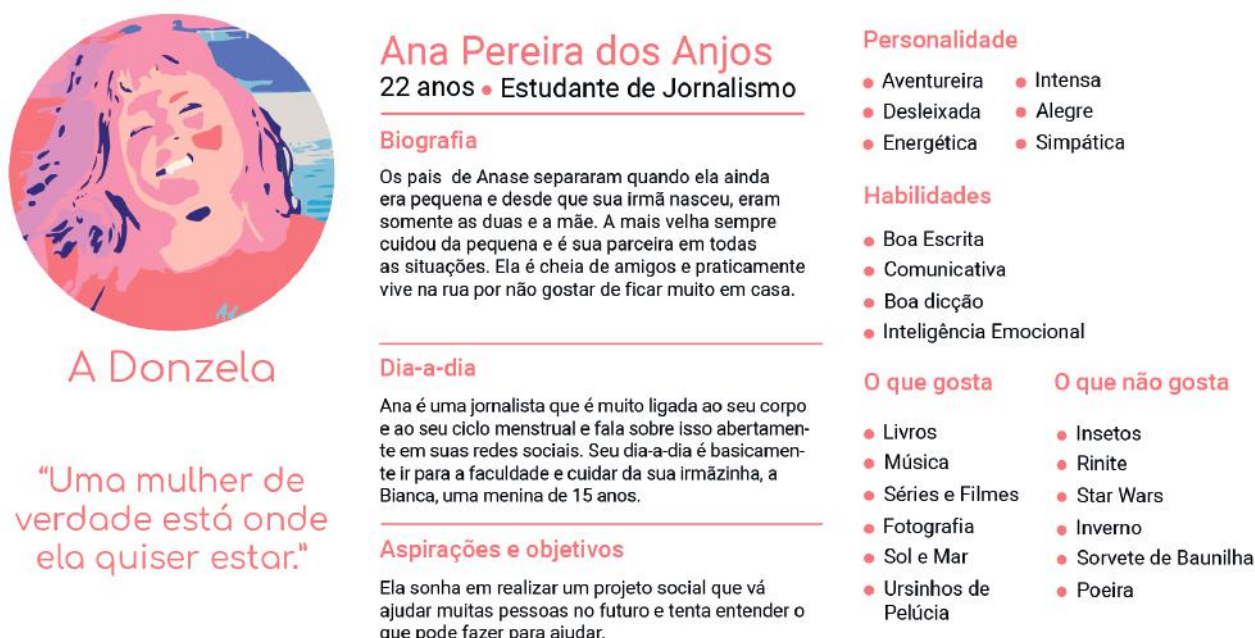 A Donzela
“Uma mulher de
verdade está onde
ela quiser estar.”
Ana Pereira dos Anjos
22 anos • Estudante de Jornalismo
Biografia
Os pais de Anase separaram quando ela ainda
era pequena e desde que sua irmã nasceu, eram
somente as duas e a mãe. A mais velha sempre
cuidou da pequena e é sua parceira em todas
as situações. Ela é cheia de amigos e praticamente
vive na rua por não gostar de ficar muito em casa.
Dia-a-dia
Ana é uma jornalista que é muito ligada ao seu corpo
e ao seu ciclo menstrual e fala sobre isso abertamen-
te em suas redes sociais. Seu dia-a-dia é basicamen-
te ir para a faculdade e cuidar da sua irmãzinha, a
Bianca, uma menina de 15 anos.
Aspirações e objetivos
Ela sonha em realizar um projeto social que vá
ajudar muitas pessoas no futuro e tenta entender o
que pode fazer para ajudar.
Personalidade
• Aventureira
• Desleixada
• Energética
• Intensa
• Alegre
• Simpática
Habilidades
• Boa Escrita
• Comunicativa
• Boa dicção
• Inteligência Emocional
O que gosta
• Livros
• Música
• Séries e Filmes
• Fotografia
• Sol e Mar
• Ursinhos de
Pelúcia
O que não gosta
• Insetos
• Rinite
• Star Wars
• Inverno
• Sorvete de Baunilha
• Poeira